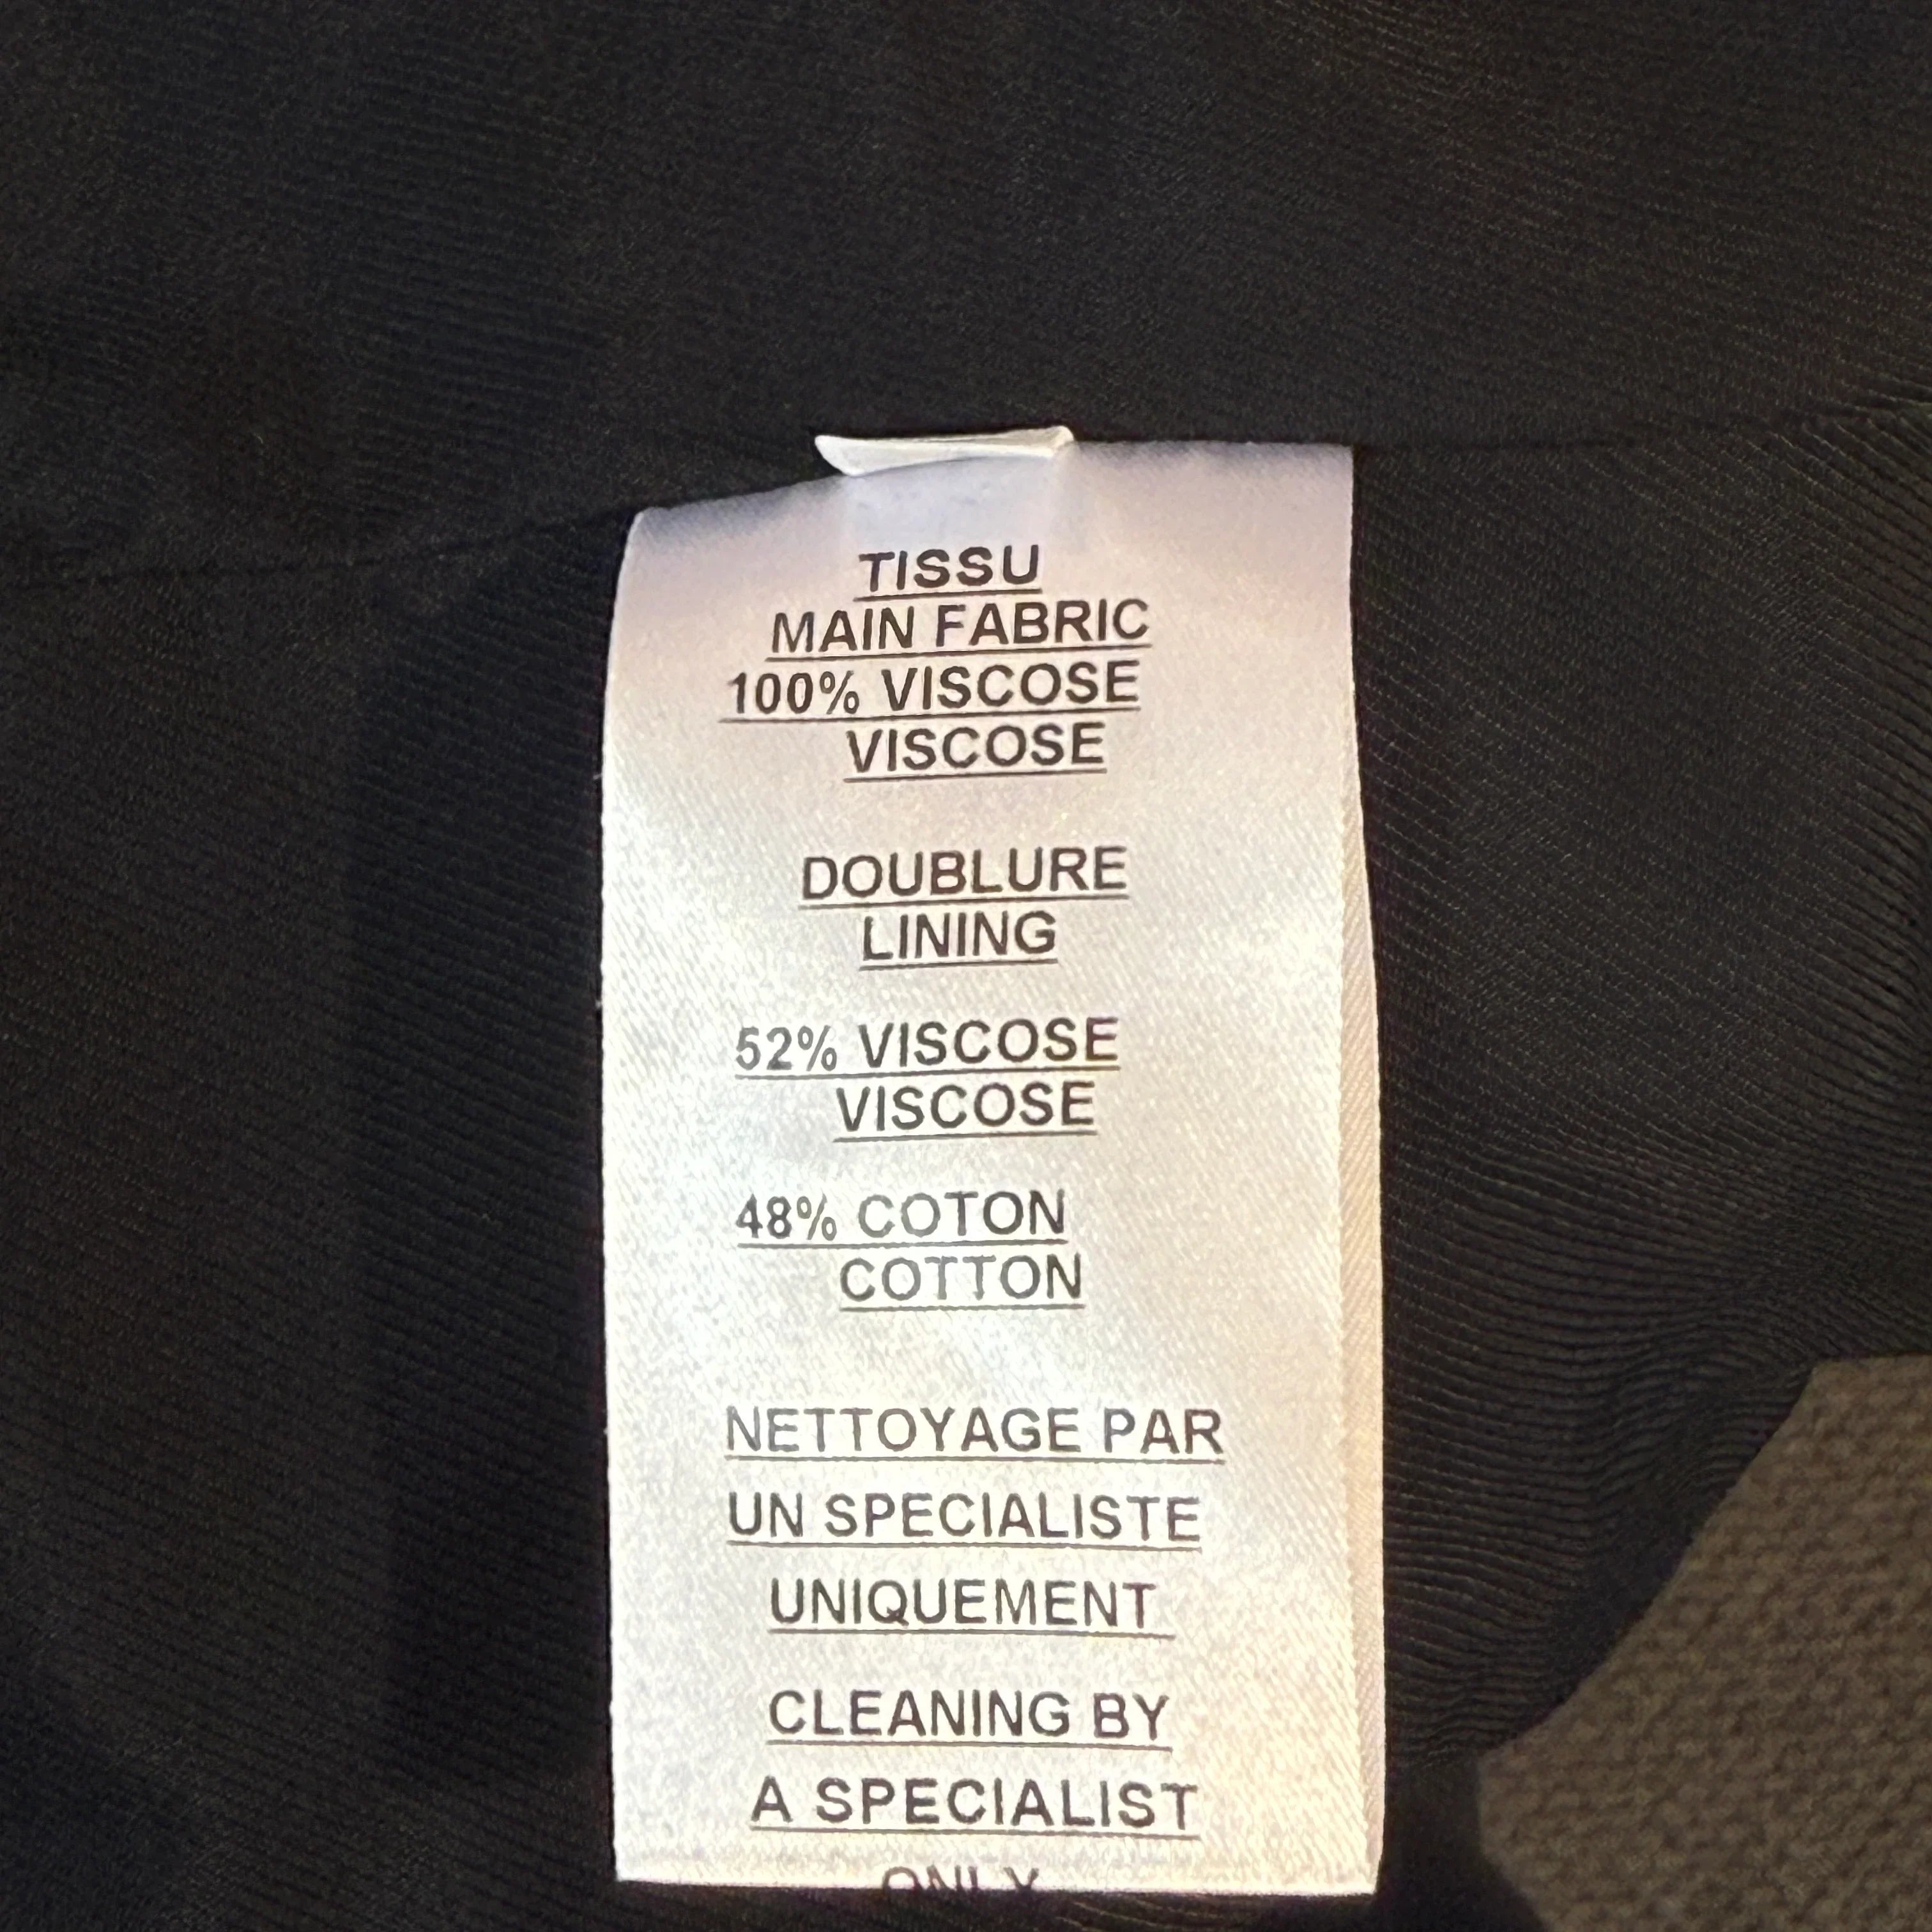 TISSU
MAIN FABRIC
100% VISCOSE
VISCOSE
DOUBLURE
LINING
52% VISCOSE
VISCOSE
48% COTON
COTTON
NETTOYAGE PAR
UN SPECIALISTE
UNIQUEMENT
CLEANING BY
A SPECIALIST
ONLY